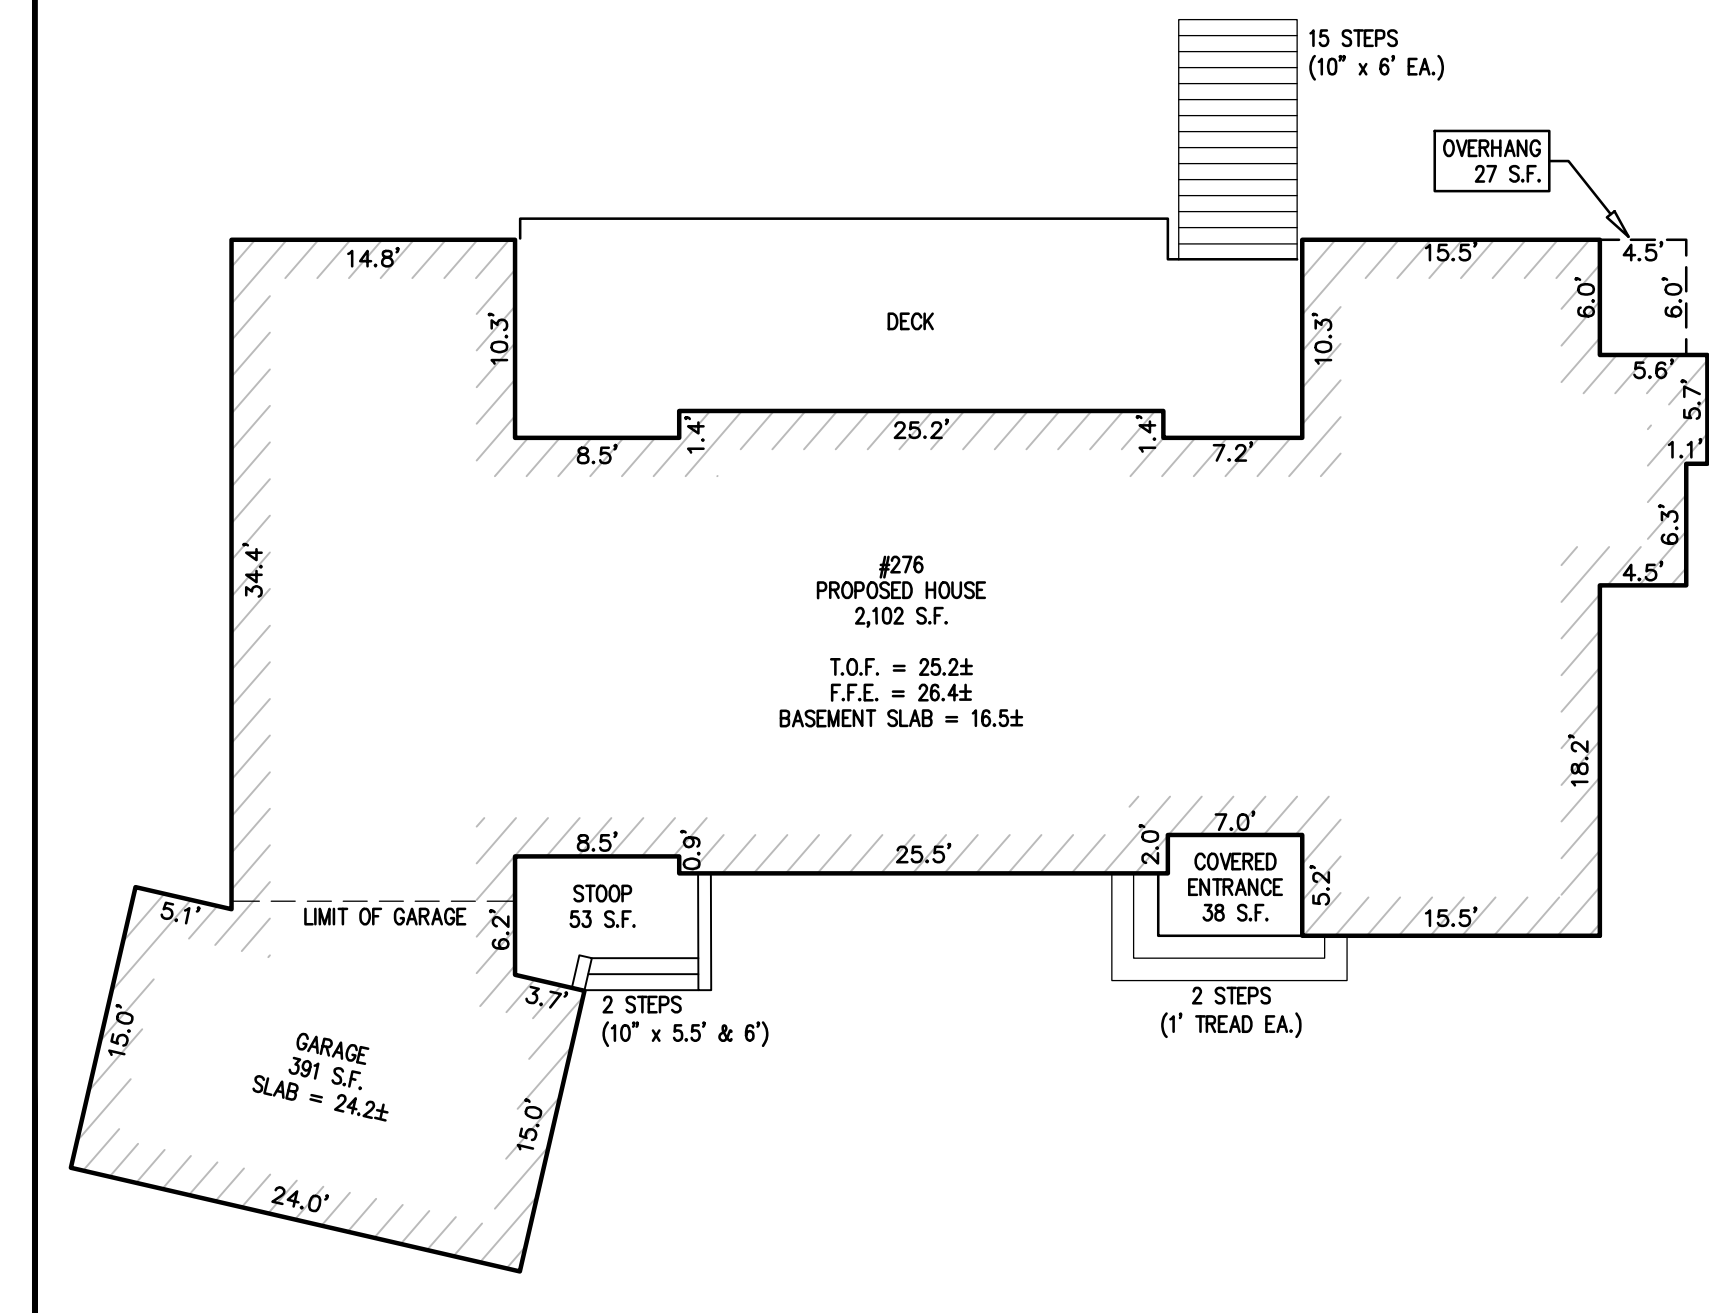 15 STEPS
(10" x 6' EA.)
OVERHANG
27 S.F.
14.8'
15.5'
4.5'
10.3'
DECK
10.3'
6.0'
6.0'
5.6'
5.7'
8.5'
1.4'
25.2'
1.4'
7.2'
1.1'
34.4'
6.3'
4.5'
#276
PROPOSED HOUSE
2,102 S.F.
T.O.F. = 25.2±
F.F.E. = 26.4±
BASEMENT SLAB = 16.5±
18.2'
8.5'
0.9'
25.5'
2.0'
7.0'
STOOP
53 S.F.
COVERED
ENTRANCE
38 S.F.
5.2'
15.5'
5.1'
LIMIT OF GARAGE
6.2'
3.7'
2 STEPS
(10" x 5.5' & 6')
2 STEPS
(1' TREAD EA.)
15.0'
GARAGE
391 S.F.
SLAB = 24.2±
15.0'
24.0'